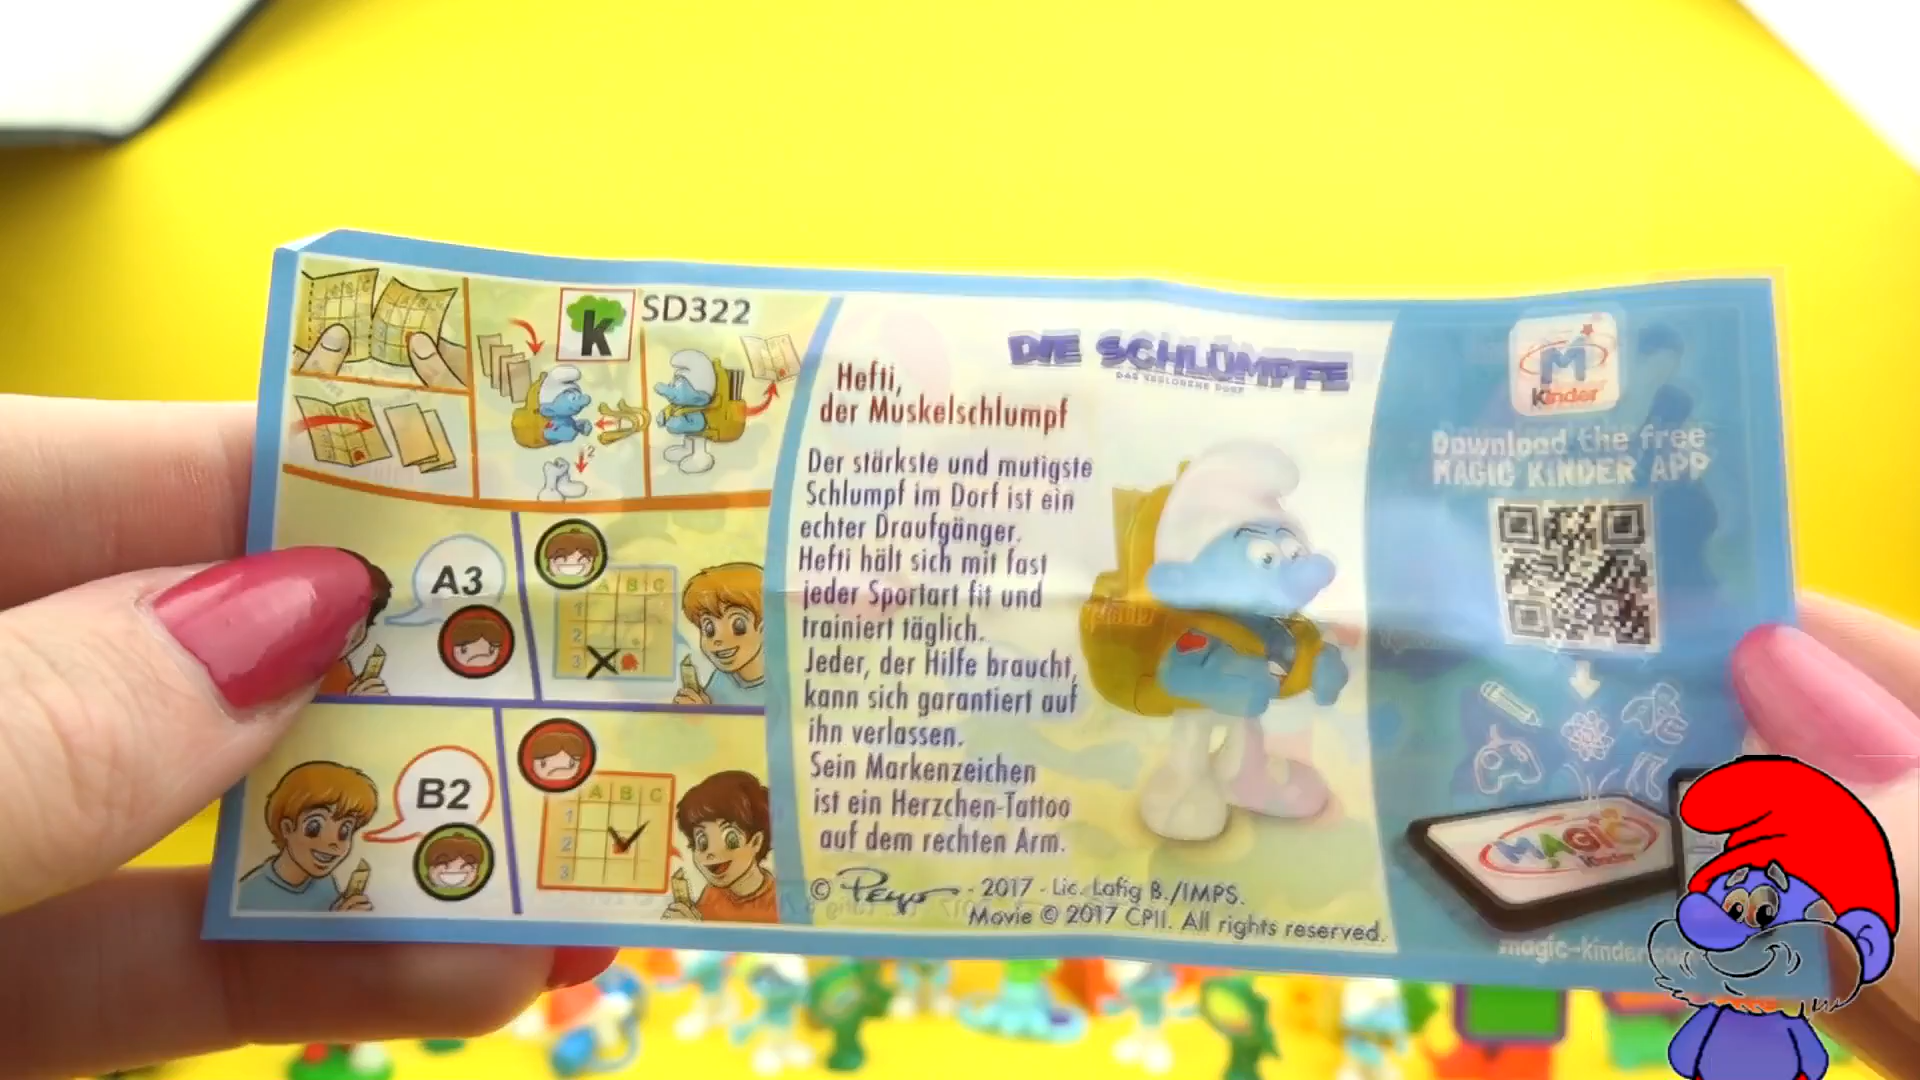 k
SD322
A3
A B C
1
2
3
B2
A B C
1
2
3
DIE SCHLÜMPFE
DAS VERLORENE DORF
Hefti,
der Muskelschlumpf
Der stärkste und mutigste
Schlumpf im Dorf ist ein
echter Draufgänger.
Hefti hält sich mit fast
jeder Sportart fit und
trainiert täglich.
Jeder, der Hilfe braucht,
kann sich garantiert auf
ihn verlassen.
Sein Markenzeichen
ist ein Herzchen-Tattoo
auf dem rechten Arm.
© Peyo - 2017 - Lic. Lafig B./IMPS.
Movie © 2017 CPII. All rights reserved.
M
Kinder
Download the free
MAGIC KINDER APP
MAGIC
Kinder
magic-kinder